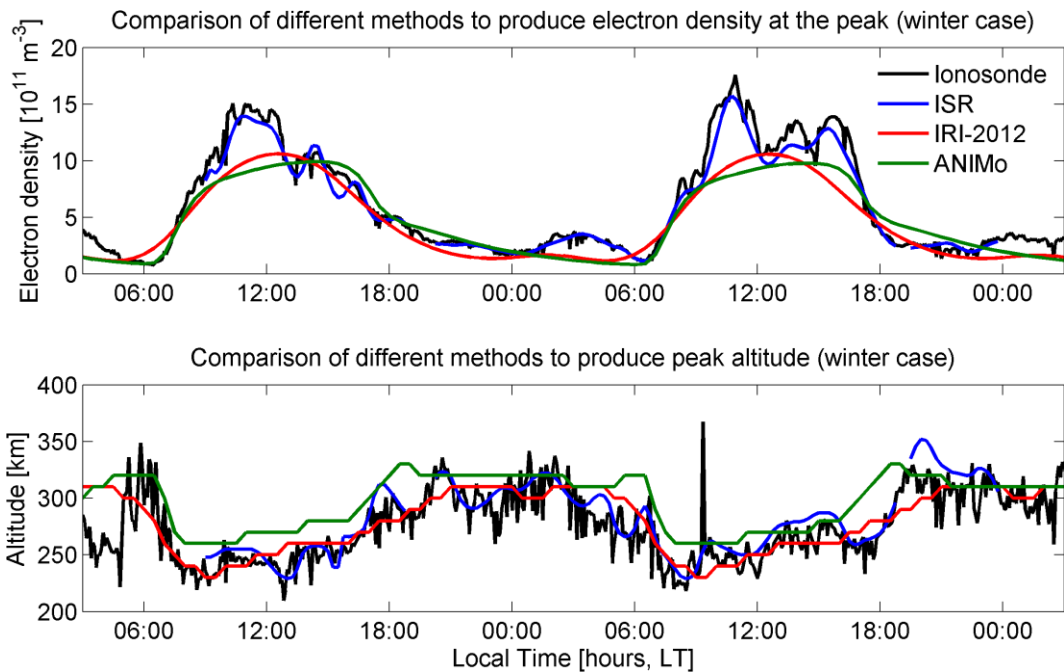 Comparison of different methods to produce electron density at the peak (winter case)
Electron density [10¹¹ m⁻³]
20
15
10
5
0
Ionosonde
ISR
IRI-2012
ANIMo
06:00 12:00 18:00 00:00 06:00 12:00 18:00 00:00
Comparison of different methods to produce peak altitude (winter case)
Altitude [km]
400
350
300
250
200
06:00 12:00 18:00 00:00 06:00 12:00 18:00 00:00
Local Time [hours, LT]